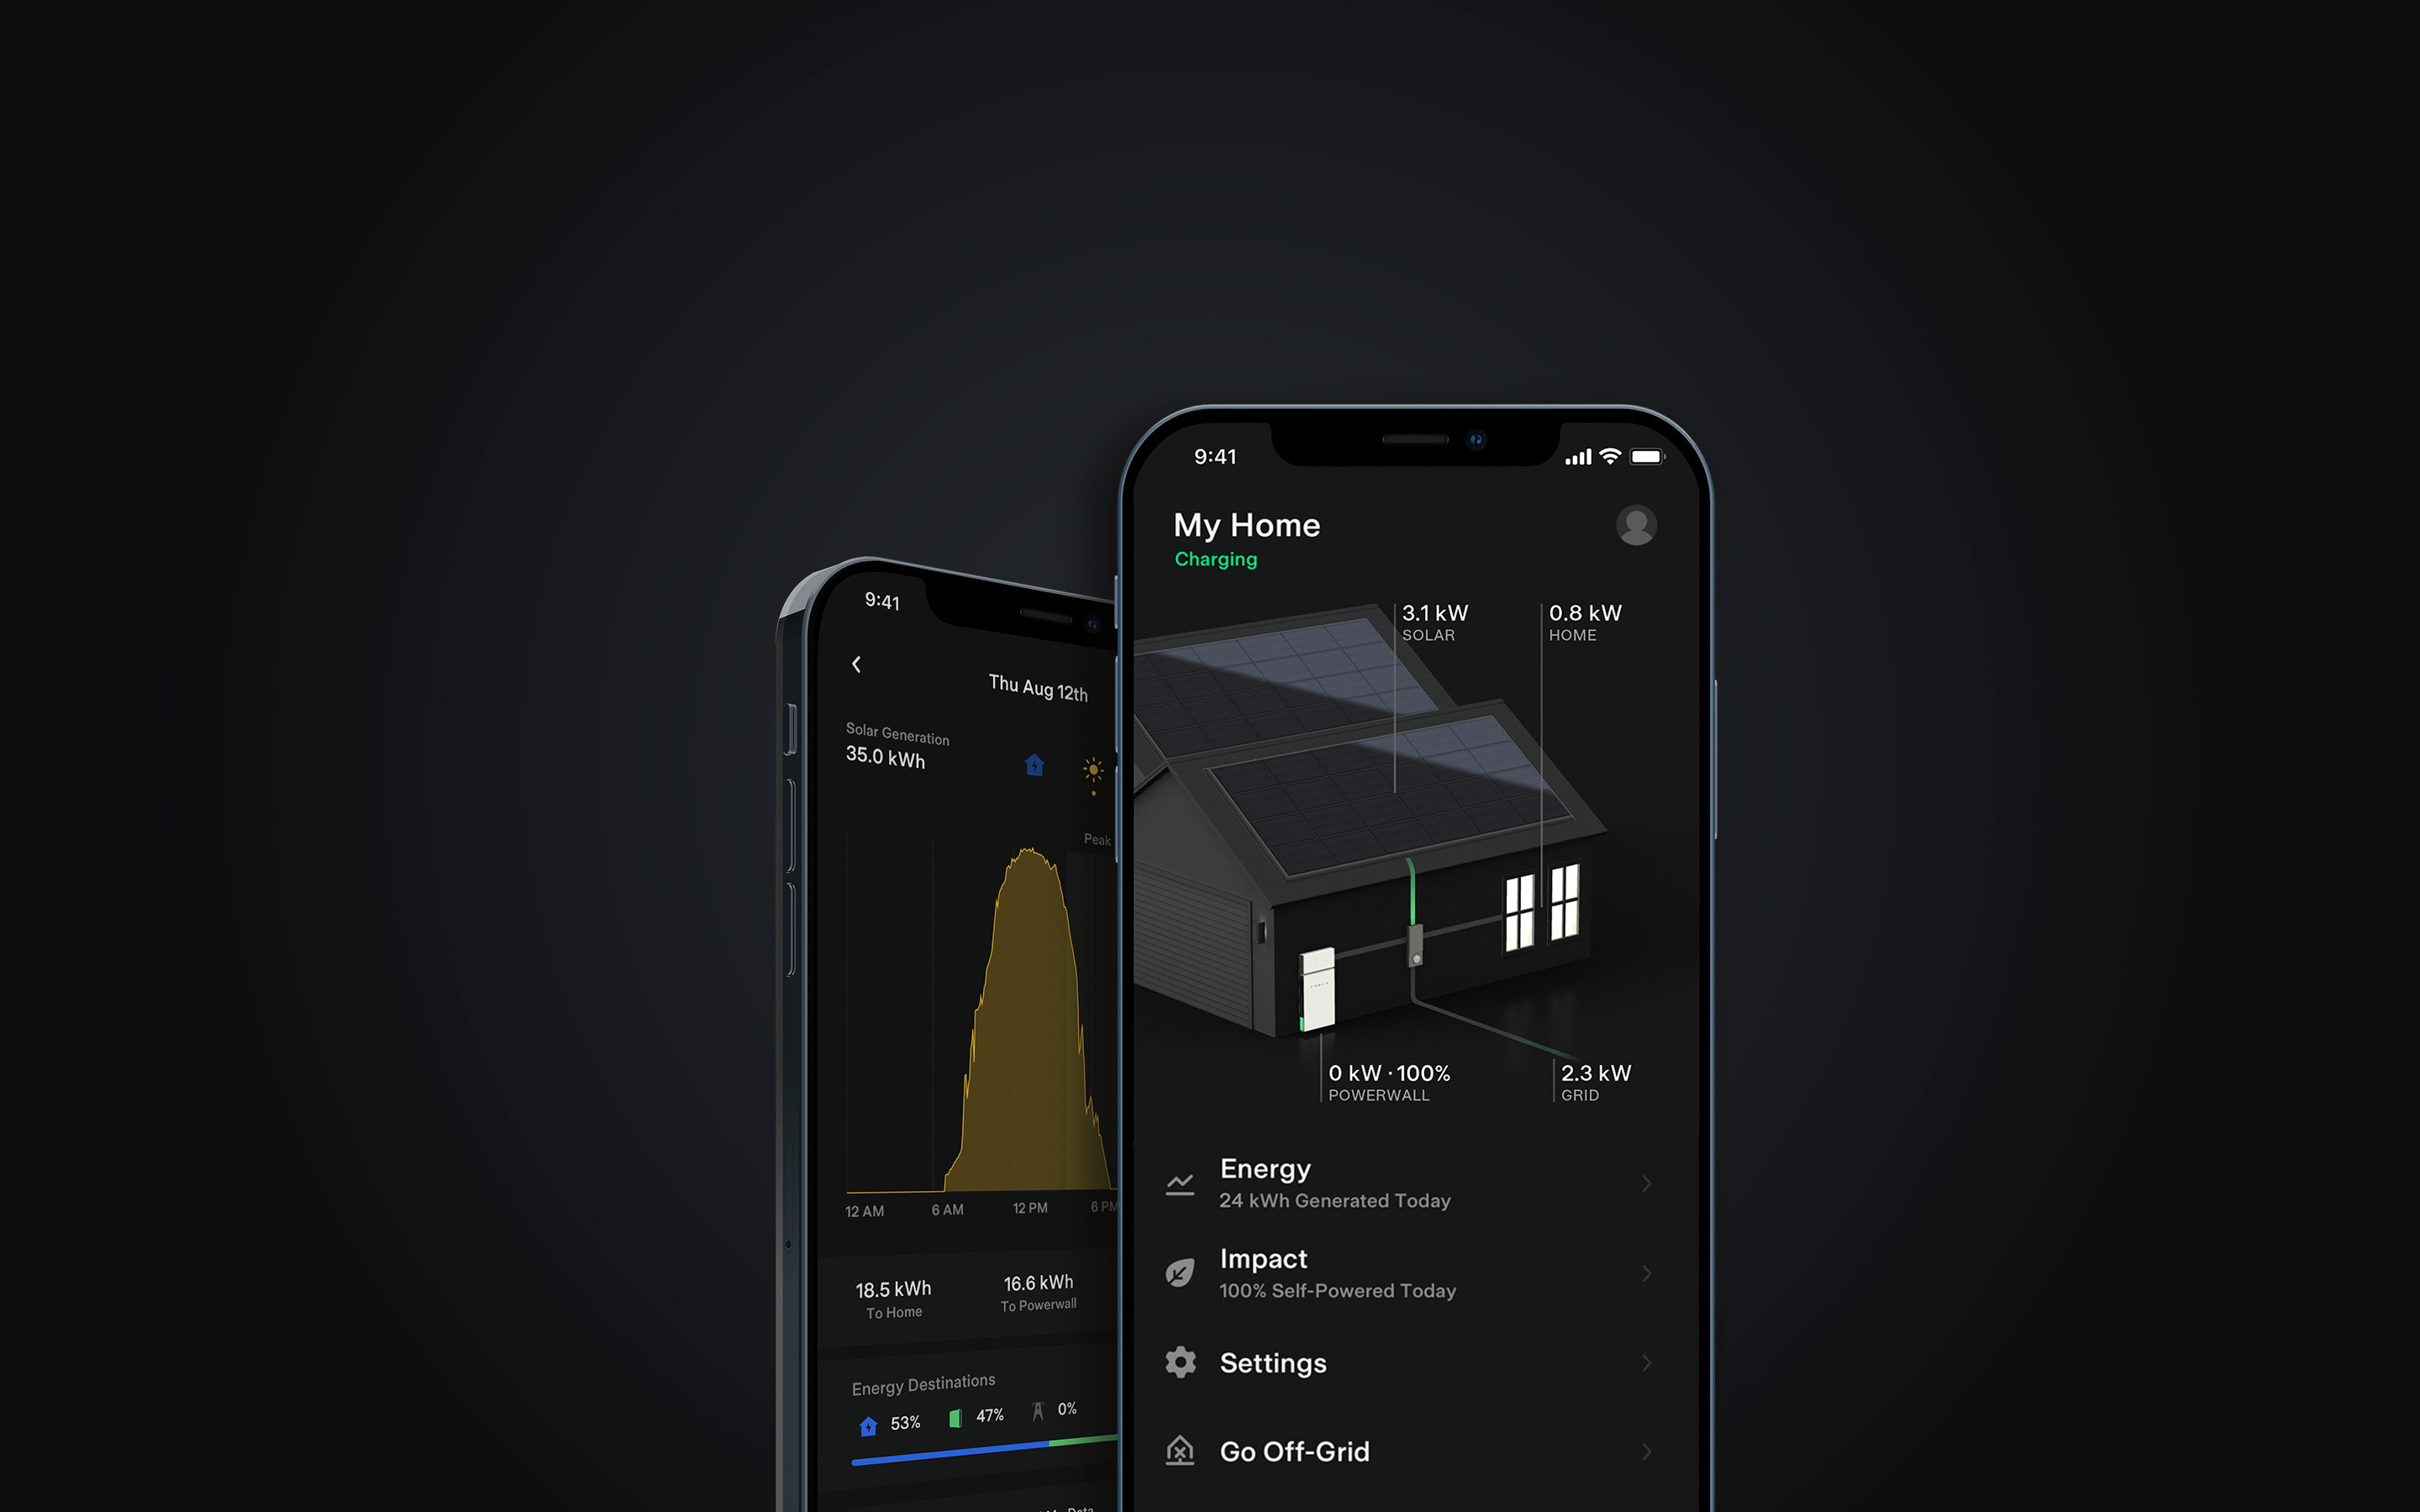 9:41
Thu Aug 12th
Solar Generation
35.0 kWh
Peak
12 AM
6 AM
12 PM
6 PM
18.5 kWh
To Home
16.6 kWh
To Powerwall
Energy Destinations
53%
47%
0%
Data
9:41
My Home
Charging
3.1 kW
SOLAR
0.8 kW
HOME
TESLA
0 kW · 100%
POWERWALL
2.3 kW
GRID
Energy
24 kWh Generated Today
Impact
100% Self-Powered Today
Settings
Go Off-Grid